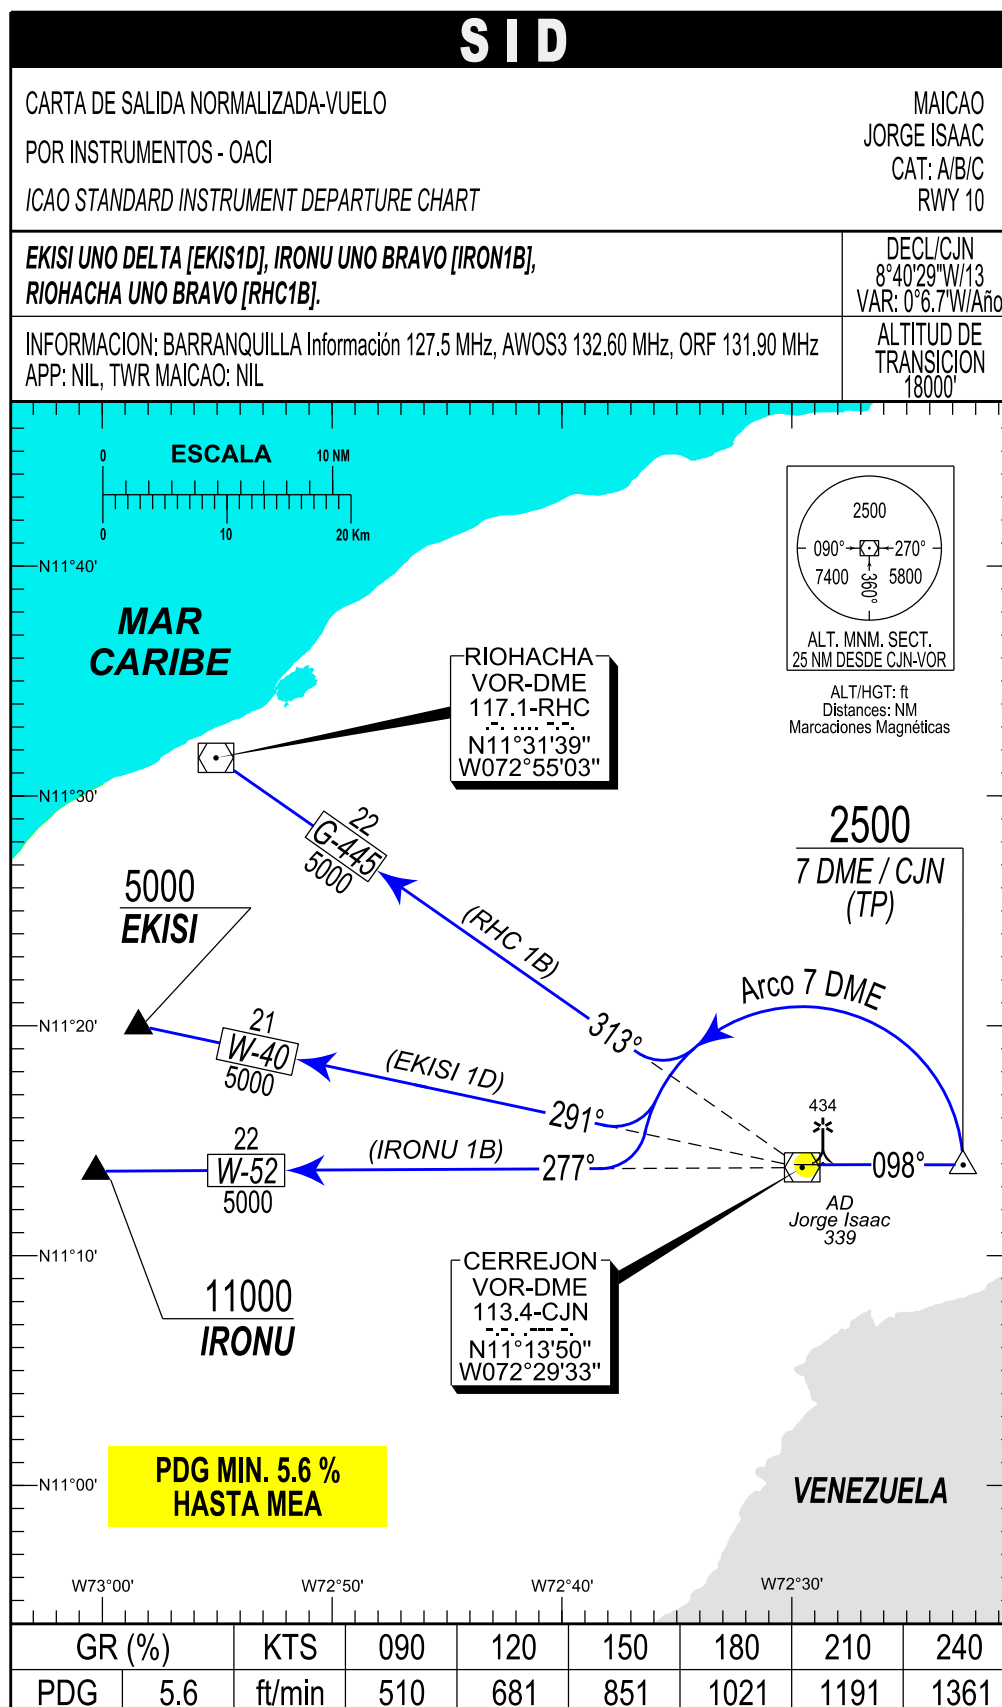 SID
CARTA DE SALIDA NORMALIZADA-VUELO
POR INSTRUMENTOS - OACI
ICAO STANDARD INSTRUMENT DEPARTURE CHART
MAICAO
JORGE ISAAC
CAT: A/B/C
RWY 10
EKISI UNO DELTA [EKIS1D], IRONU UNO BRAVO [IRON1B],
RIOHACHA UNO BRAVO [RHC1B].
DECL/CJN
8°40'29"W/13
VAR: 0°6.7'W/Año
INFORMACION: BARRANQUILLA Información 127.5 MHz, AWOS3 132.60 MHz, ORF 131.90 MHz
APP: NIL, TWR MAICAO: NIL
ALTITUD DE
TRANSICION
18000'
ESCALA
0
10 NM
0
10
20 Km
N11°40'
MAR
CARIBE
2500
090°
270°
7400
360°
5800
ALT. MNM. SECT.
25 NM DESDE CJN-VOR
ALT/HGT: ft
Distances: NM
Marcaciones Magnéticas
RIOHACHA
VOR-DME
117.1-RHC
.-. .... -.-.
N11°31'39"
W072°55'03"
N11°30'
22
G-445
5000
2500
7 DME / CJN
(TP)
5000
EKISI
(RHC 1B)
Arco 7 DME
N11°20'
313°
21
W-40
5000
(EKISI 1D)
291°
434
22
W-52
5000
(IRONU 1B)
277°
098°
AD
Jorge Isaac
339
N11°10'
CERREJON
VOR-DME
113.4-CJN
-.-. .--- -.
N11°13'50"
W072°29'33"
11000
IRONU
PDG MIN. 5.6 %
HASTA MEA
N11°00'
VENEZUELA
W73°00'
W72°50'
W72°40'
W72°30'
GR (%) KTS 090 120 150 180 210 240
PDG 5.6 ft/min 510 681 851 1021 1191 1361